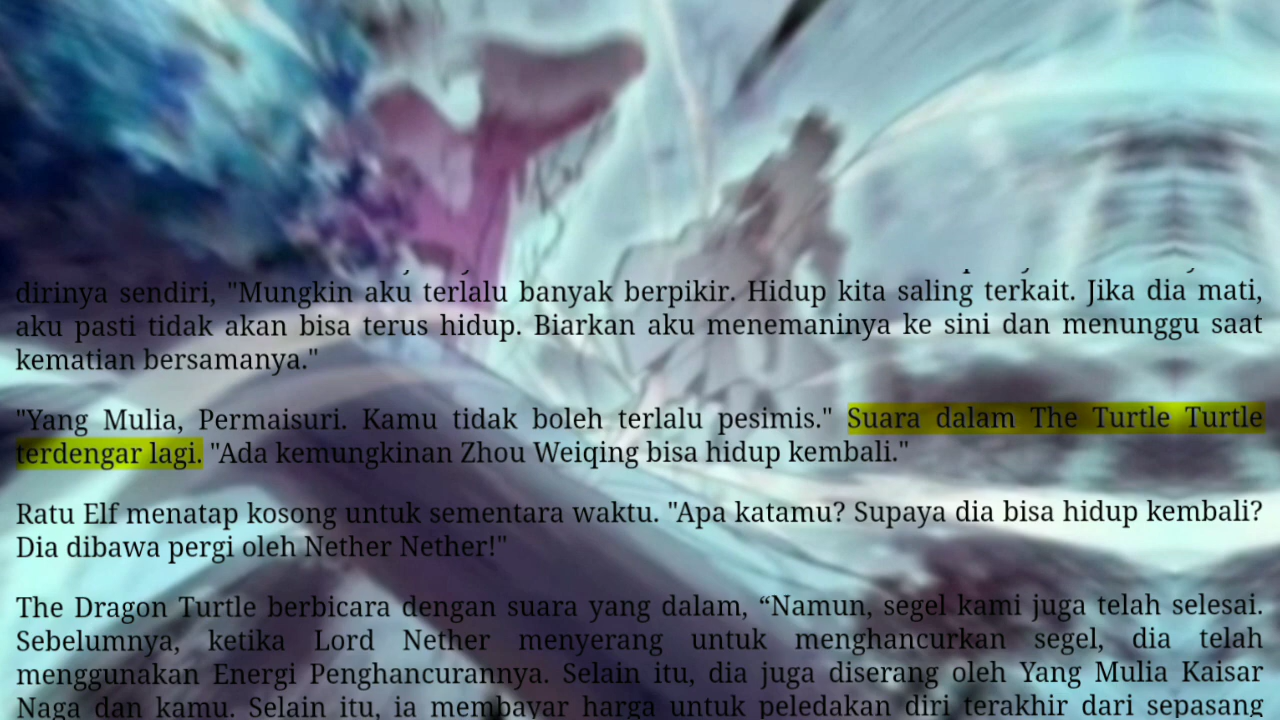 dirinya sendiri, "Mungkin aku terlalu banyak berpikir. Hidup kita saling terkait. Jika dia mati,
aku pasti tidak akan bisa terus hidup. Biarkan aku menemaninya ke sini dan menunggu saat
kematian bersamanya."
"Yang Mulia, Permaisuri. Kamu tidak boleh terlalu pesimis." Suara dalam The Turtle Turtle
terdengar lagi. "Ada kemungkinan Zhou Weiqing bisa hidup kembali."
Ratu Elf menatap kosong untuk sementara waktu. "Apa katamu? Supaya dia bisa hidup kembali?
Dia dibawa pergi oleh Nether Nether!"
The Dragon Turtle berbicara dengan suara yang dalam, “Namun, segel kami juga telah selesai.
Sebelumnya, ketika Lord Nether menyerang untuk menghancurkan segel, dia telah
menggunakan Energi Penghancurannya. Selain itu, dia juga diserang oleh Yang Mulia Kaisar
Naga dan kamu. Selain itu, ia membayar harga untuk peledakan diri terakhir dari sepasang